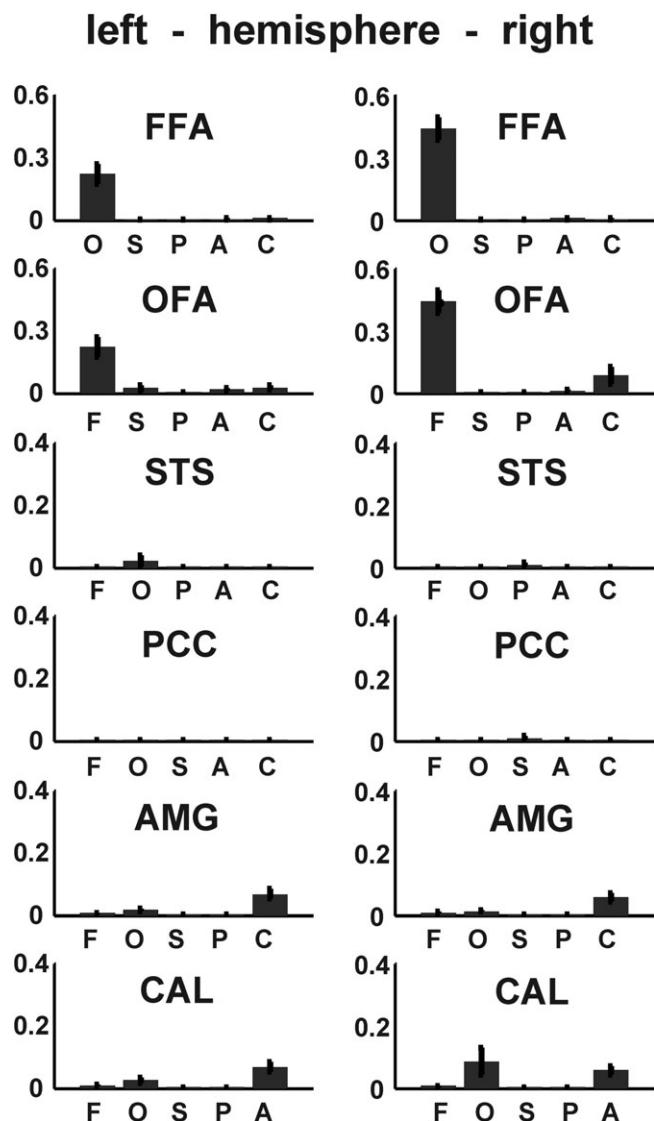 left - hemisphere - right
0.6 FFA 0.6 FFA
0.3 0.3
0 0
O S P A C O S P A C
0.6 OFA 0.6 OFA
0.3 0.3
0 0
F S P A C F S P A C
0.4 STS 0.4 STS
0.2 0.2
0 0
F O P A C F O P A C
0.4 PCC 0.4 PCC
0.2 0.2
0 0
F O S A C F O S A C
0.4 AMG 0.4 AMG
0.2 0.2
0 0
F O S P C F O S P C
0.4 CAL 0.4 CAL
0.2 0.2
0 0
F O S P A F O S P A